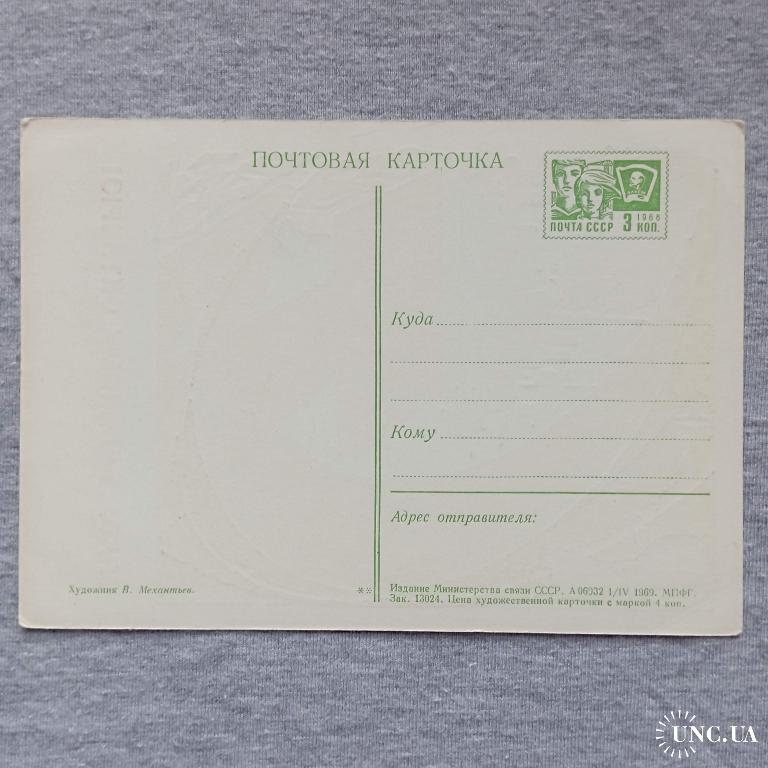 ПОЧТОВАЯ КАРТОЧКА
1966
ПОЧТА СССР 3 КОП.
Куда
Кому
Адрес отправителя:
Художник В. Механтьев.
**
Издание Министерства связи СССР. А 06932 1/IV 1969. МПФГ.
Зак. 13024. Цена художественной карточки с маркой 4 коп.
UNC.UA